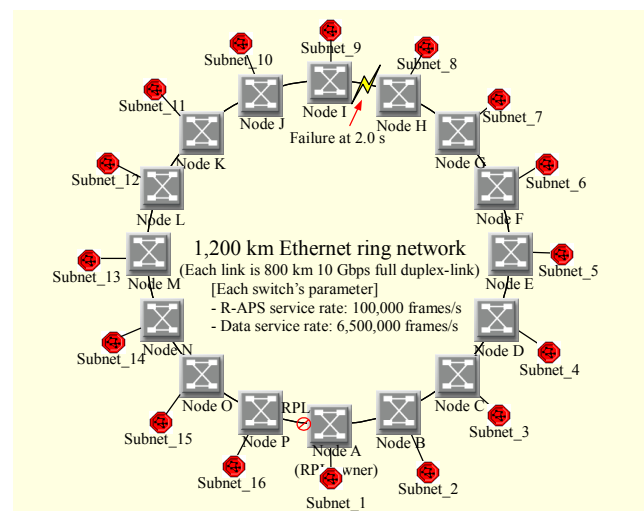 Subnet_9
Subnet_10
Subnet_8
Subnet_11
Node I
Node H
Subnet_7
Node J
Failure at 2.0 s
Node K
Node G
Subnet_12
Subnet_6
Node L
Node F
1,200 km Ethernet ring network
(Each link is 800 km 10 Gbps full duplex-link)
[Each switch's parameter]
- R-APS service rate: 100,000 frames/s
- Data service rate: 6,500,000 frames/s
Subnet_13
Node M
Node E
Subnet_5
Subnet_14
Node N
Node D
Subnet_4
Node O
Node C
RPL
Subnet_15
Node P
Node A
Node B
Subnet_3
(RPL
Subnet_16
Subnet_1
Subnet_2